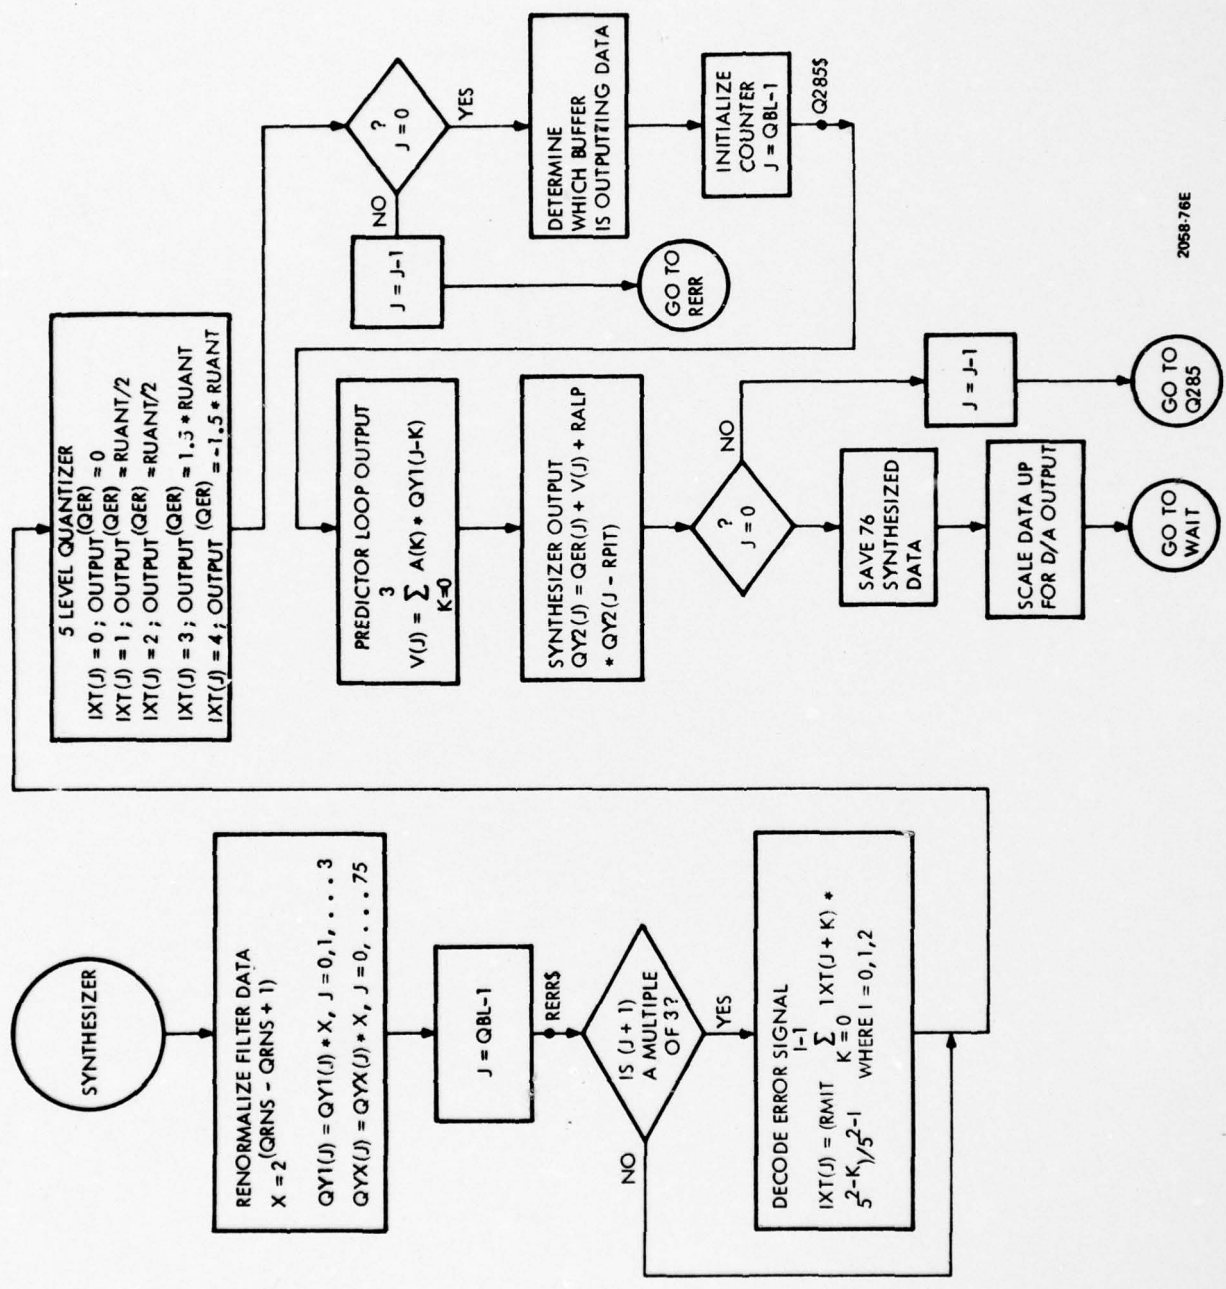 SYNTHESIZER
RENORMALIZE FILTER DATA
X = 2^(QRNS - QRNS + 1)
QY1(J) = QY1(J) * X, J = 0,1, . . . 3
QYX(J) = QYX(J) * X, J = 0, . . . 75
J = QBL-1
RERR$
IS (J + 1)
A MULTIPLE
OF 3?
NO
YES
DECODE ERROR SIGNAL
I-1
IXT(J) = (RMIT Σ 1XT(J + K) *
K = 0
5^2-K)/5^2-1 WHERE I = 0,1,2
5 LEVEL QUANTIZER
IXT(J) = 0 ; OUTPUT (QER) = 0
IXT(J) = 1 ; OUTPUT (QER) = RUANT/2
IXT(J) = 2 ; OUTPUT (QER) = RUANT/2
IXT(J) = 3 ; OUTPUT (QER) = 1.5 * RUANT
IXT(J) = 4 ; OUTPUT (QER) = -1.5 * RUANT
?
J = 0
NO
YES
J = J-1
GO TO
RERR
DETERMINE
WHICH BUFFER
IS OUTPUTTING DATA
INITIALIZE
COUNTER
J = QBL-1
Q285$
PREDICTOR LOOP OUTPUT
3
V(J) = Σ A(K) * QY1(J-K)
K=0
SYNTHESIZER OUTPUT
QY2(J) = QER(J) + V(J) + RALP
* QY2(J - RPIT)
?
J = 0
NO
J = J-1
GO TO
Q285
SAVE 76
SYNTHESIZED
DATA
SCALE DATA UP
FOR D/A OUTPUT
GO TO
WAIT
2058-76E